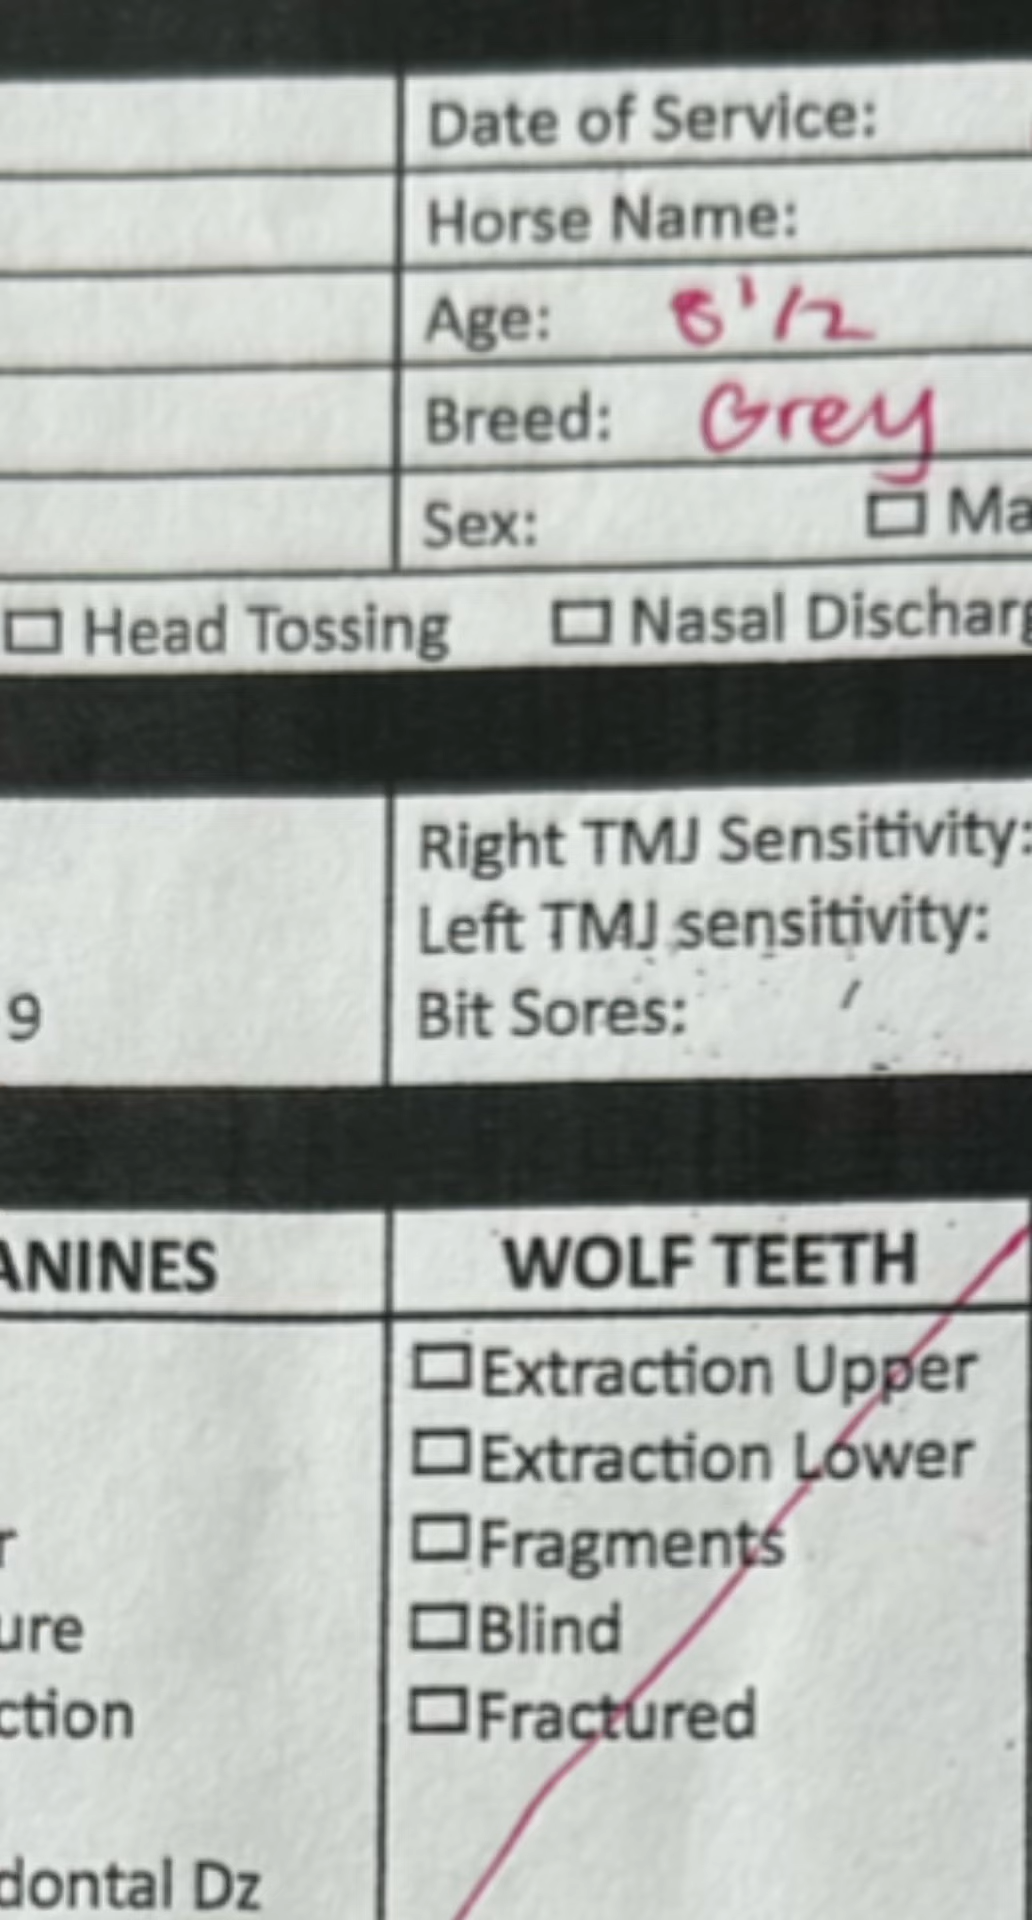 Date of Service:
Horse Name:
Age: 8 1/2
Breed: Grey
Sex: ☐ Ma
☐ Head Tossing ☐ Nasal Discharg
Right TMJ Sensitivity:
Left TMJ sensitivity:
9 Bit Sores:
ANINES WOLF TEETH
☐ Extraction Upper
☐ Extraction Lower
r ☐ Fragments
ure ☐ Blind
ction ☐ Fractured
dontal Dz